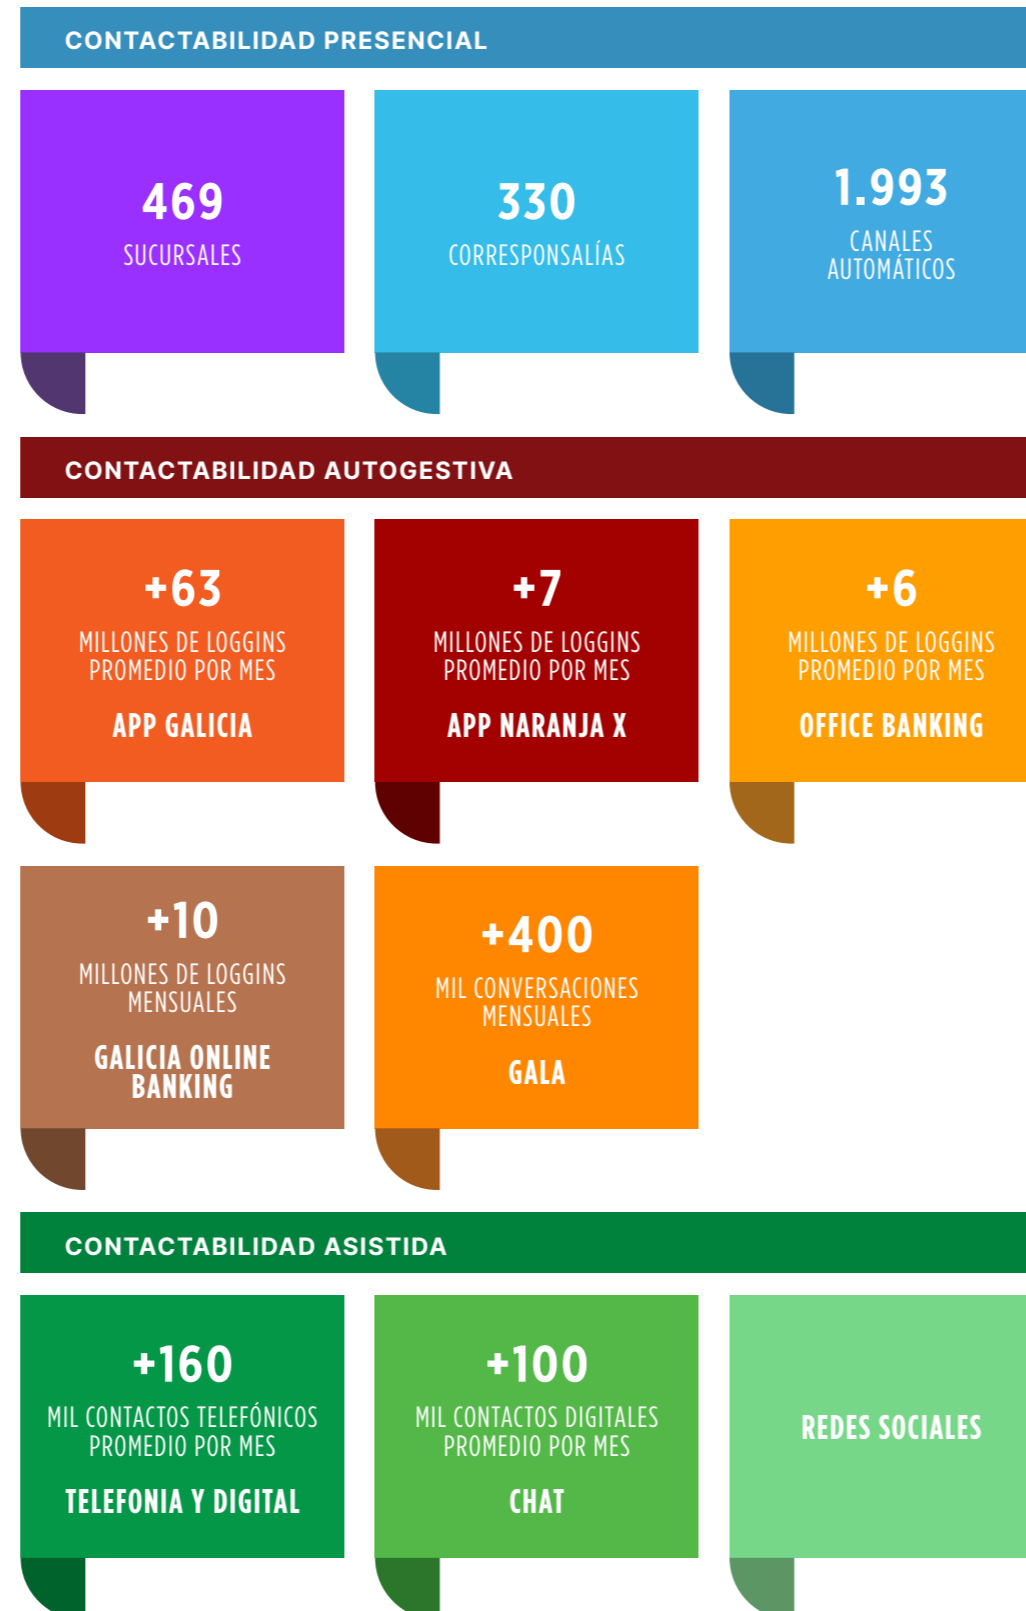 CONTACTABILIDAD PRESENCIAL
469
SUCURSALES
330
CORRESPONSALÍAS
1.993
CANALES
AUTOMÁTICOS
CONTACTABILIDAD AUTOGESTIVA
+63
MILLONES DE LOGGINS
PROMEDIO POR MES
APP GALICIA
+7
MILLONES DE LOGGINS
PROMEDIO POR MES
APP NARANJA X
+6
MILLONES DE LOGGINS
PROMEDIO POR MES
OFFICE BANKING
+10
MILLONES DE LOGGINS
MENSUALES
GALICIA ONLINE
BANKING
+400
MIL CONVERSACIONES
MENSUALES
GALA
CONTACTABILIDAD ASISTIDA
+160
MIL CONTACTOS TELEFÓNICOS
PROMEDIO POR MES
TELEFONIA Y DIGITAL
+100
MIL CONTACTOS DIGITALES
PROMEDIO POR MES
CHAT
REDES SOCIALES